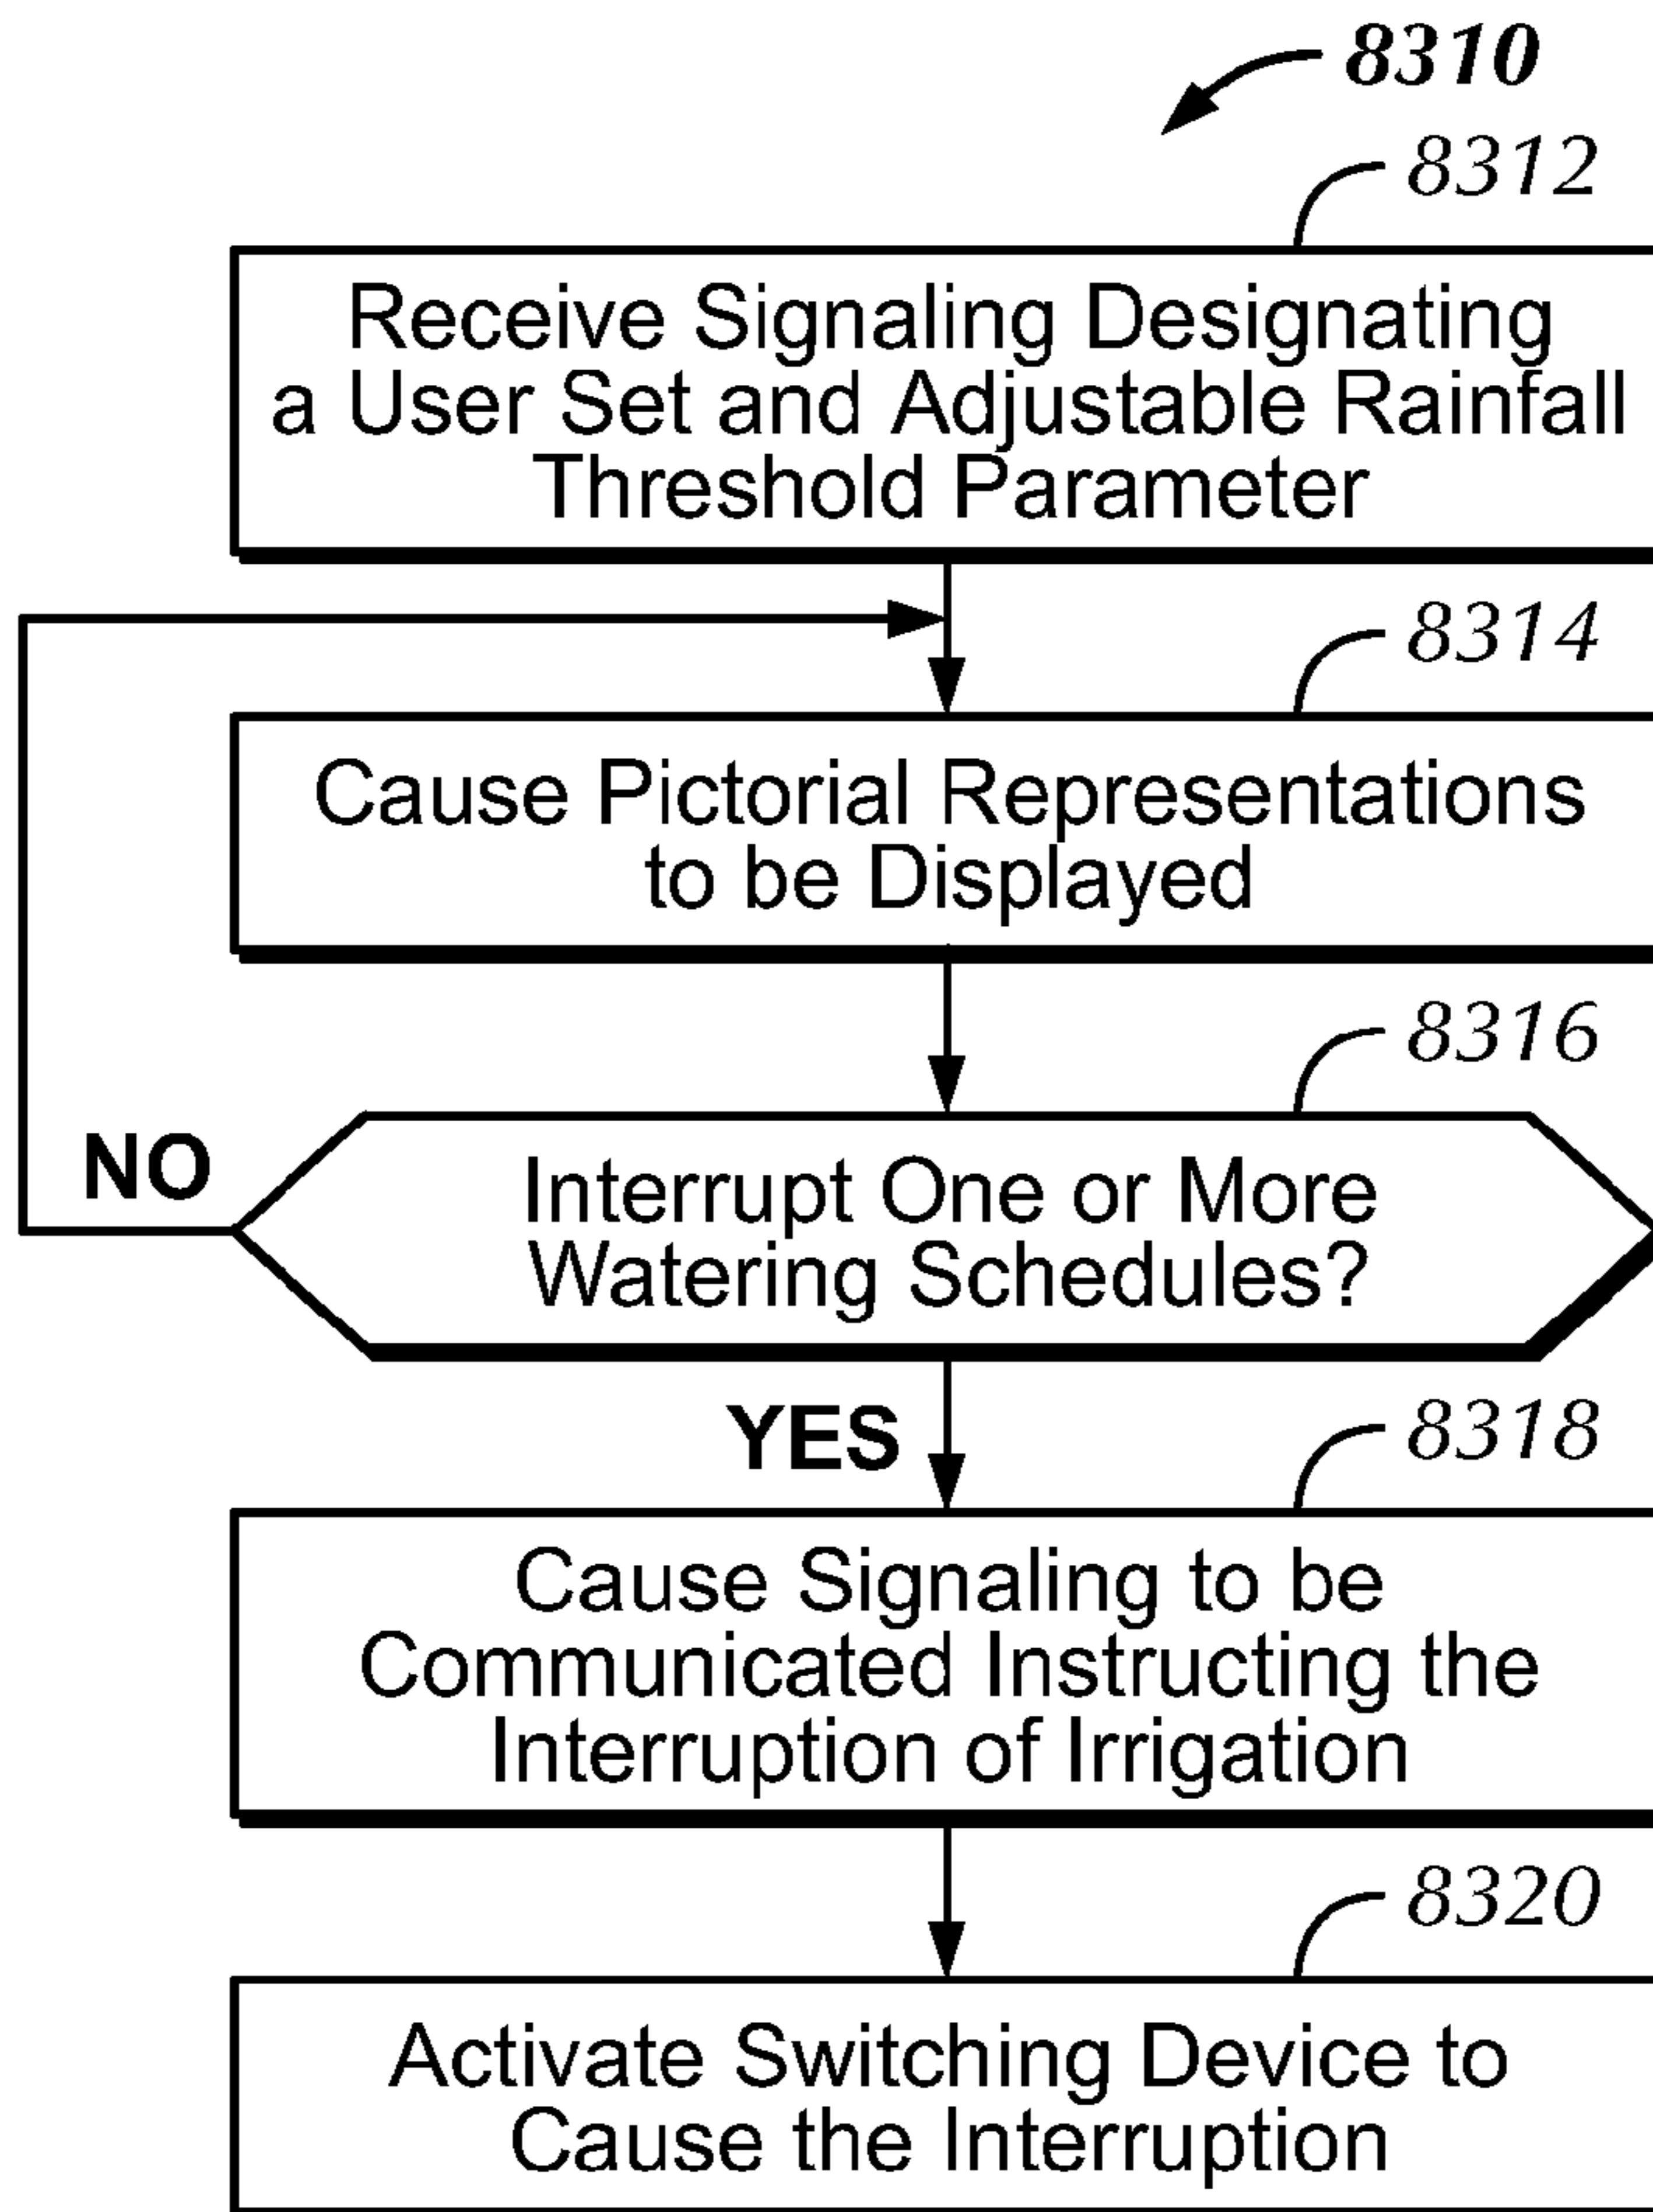 8310
8312
Receive Signaling Designating
a User Set and Adjustable Rainfall
Threshold Parameter
8314
Cause Pictorial Representations
to be Displayed
8316
NO
Interrupt One or More
Watering Schedules?
YES
8318
Cause Signaling to be
Communicated Instructing the
Interruption of Irrigation
8320
Activate Switching Device to
Cause the Interruption